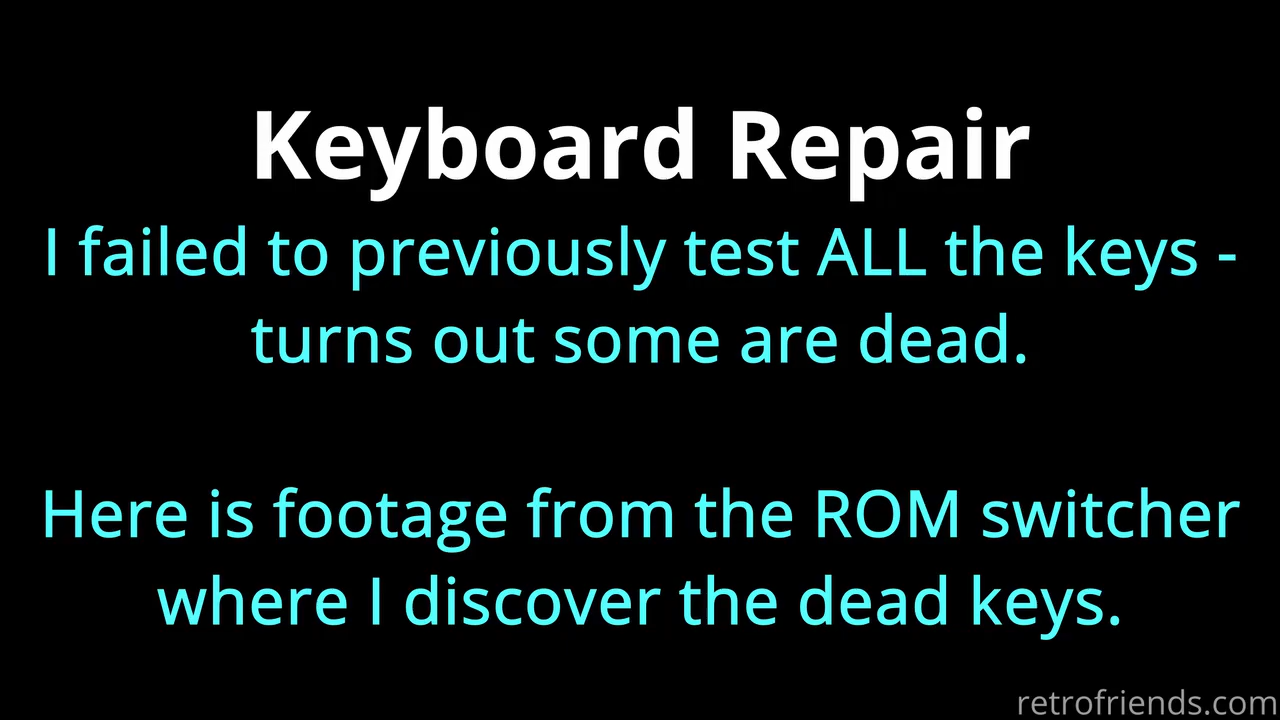 Keyboard Repair
I failed to previously test ALL the keys -
turns out some are dead.
Here is footage from the ROM switcher
where I discover the dead keys.
retrofriends.com